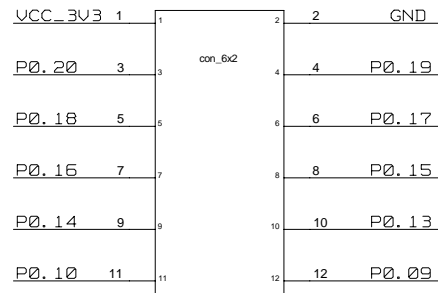 VCC_3V3 1 1 2 2 GND
con_6x2
P0.20 3 3 4 4 P0.19
P0.18 5 5 6 6 P0.17
P0.16 7 7 8 8 P0.15
P0.14 9 9 10 10 P0.13
P0.10 11 11 12 12 P0.09